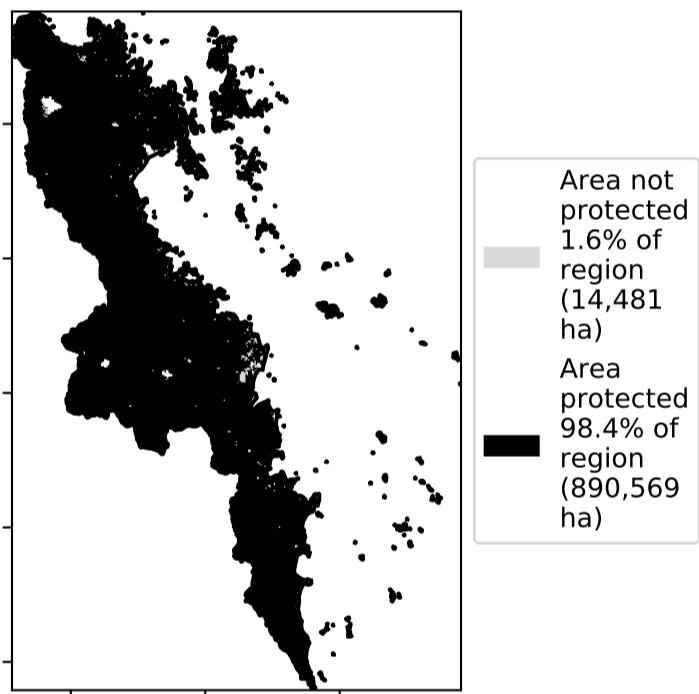 Area not
protected
1.6% of
region
(14,481
ha)
Area
protected
98.4% of
region
(890,569
ha)